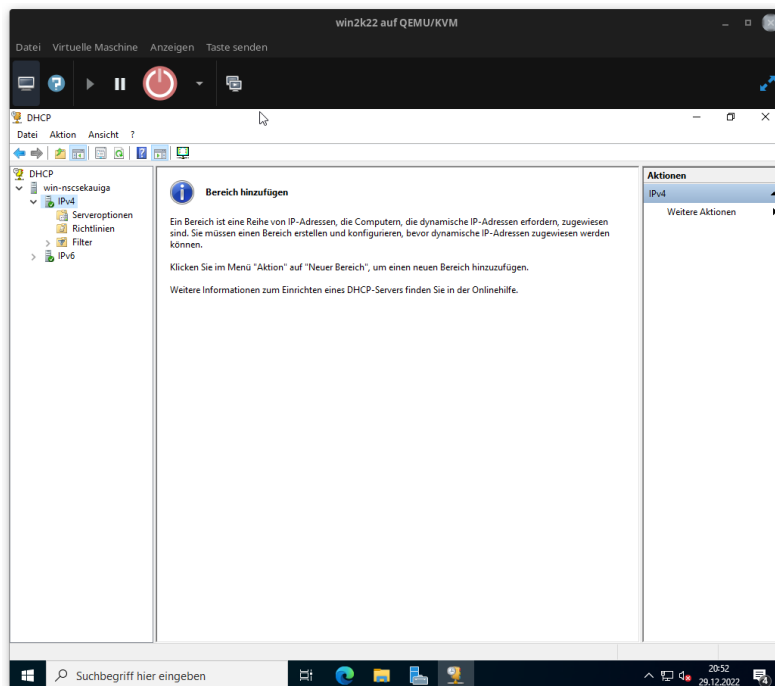 win2k22 auf QEMU/KVM
Datei Virtuelle Maschine Anzeigen Taste senden
DHCP
Datei Aktion Ansicht ?
DHCP
win-nscsekauiga
IPv4
Serveroptionen
Richtlinien
Filter
IPv6
Bereich hinzufügen
Ein Bereich ist eine Reihe von IP-Adressen, die Computern, die dynamische IP-Adressen erfordern, zugewiesen
sind. Sie müssen einen Bereich erstellen und konfigurieren, bevor dynamische IP-Adressen zugewiesen werden
können.
Klicken Sie im Menü "Aktion" auf "Neuer Bereich", um einen neuen Bereich hinzuzufügen.
Weitere Informationen zum Einrichten eines DHCP-Servers finden Sie in der Onlinehilfe.
Aktionen
IPv4
Weitere Aktionen
Suchbegriff hier eingeben
20:52
29.12.2022
4